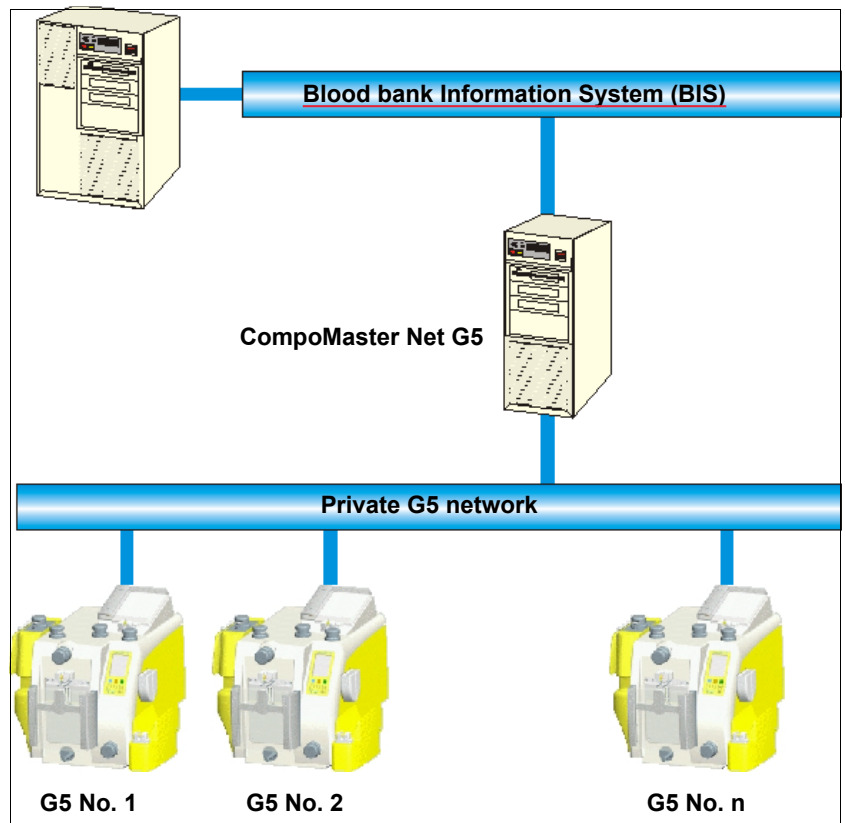 Blood bank Information System (BIS)
CompoMaster Net G5
Private G5 network
G5 No. 1
G5 No. 2
G5 No. n